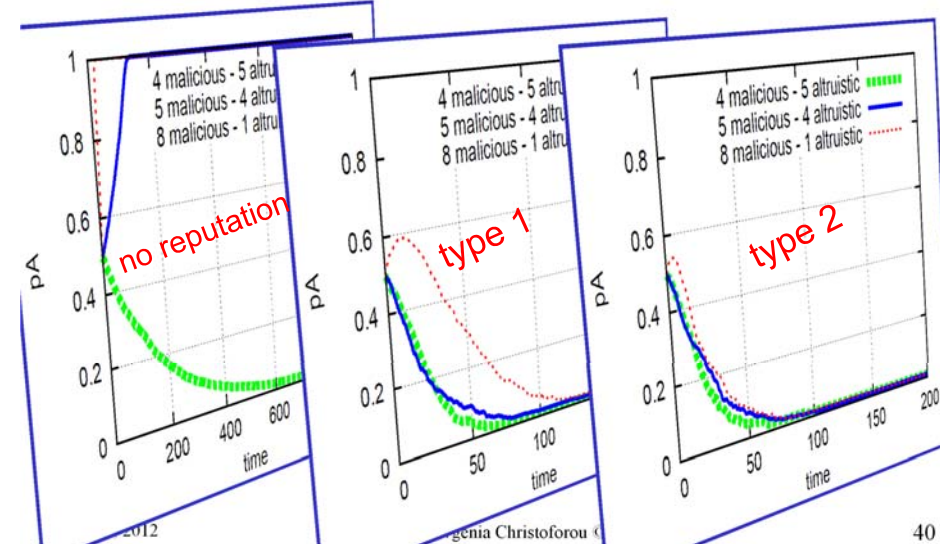 1
4 malicious - 5 altru
5 malicious - 4 altru
8 malicious - 1 altru
0.8
0.6
no reputation
pA
0.4
0.2
0
0
200
400
600
time
1
4 malicious - 5 altru
5 malicious - 4 altru
8 malicious - 1 altru
0.8
0.6
type 1
pA
0.4
0.2
0
0
50
100
time
1
4 malicious - 5 altruistic
5 malicious - 4 altruistic
8 malicious - 1 altruistic
0.8
0.6
type 2
pA
0.4
0.2
0
0
50
100
150
200
time
2012
genia Christoforou ©
40